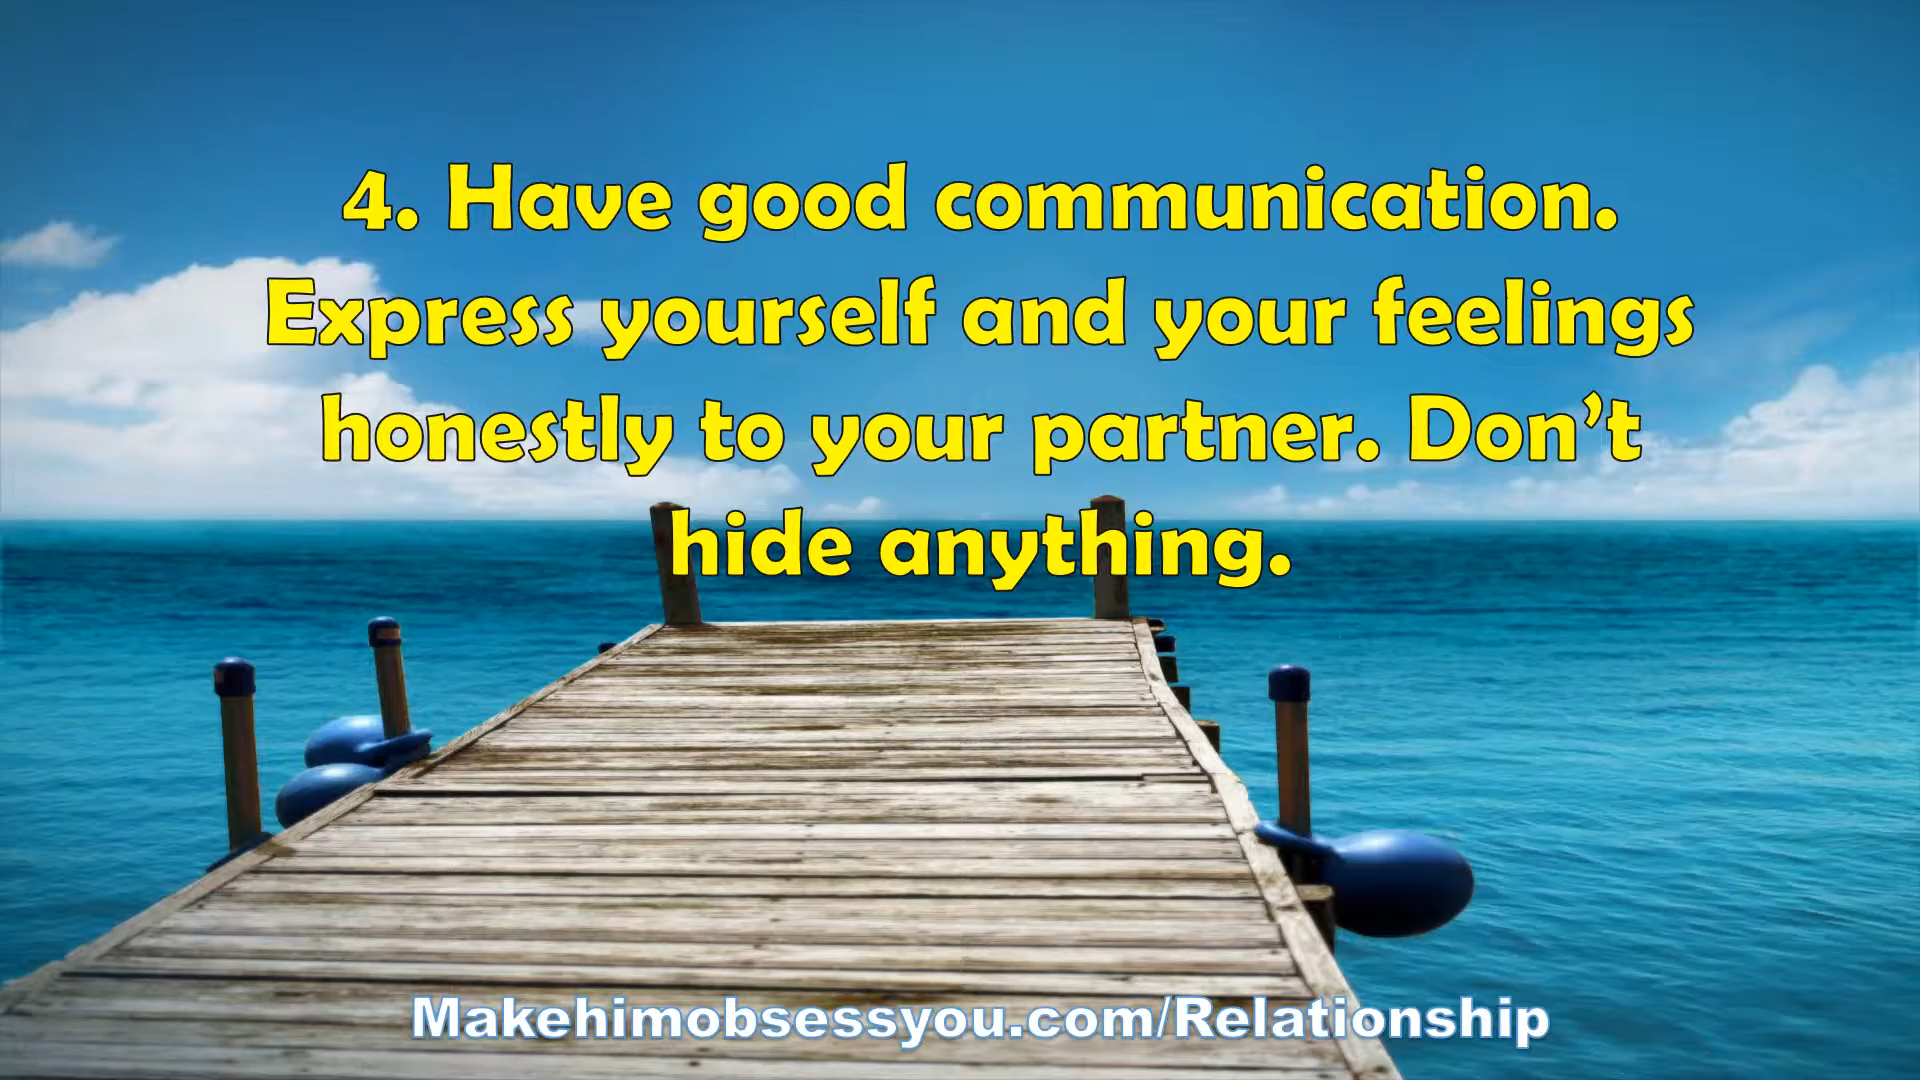 4. Have good communication.
Express yourself and your feelings
honestly to your partner. Don’t
hide anything.
Makehimobsessyou.com/Relationship